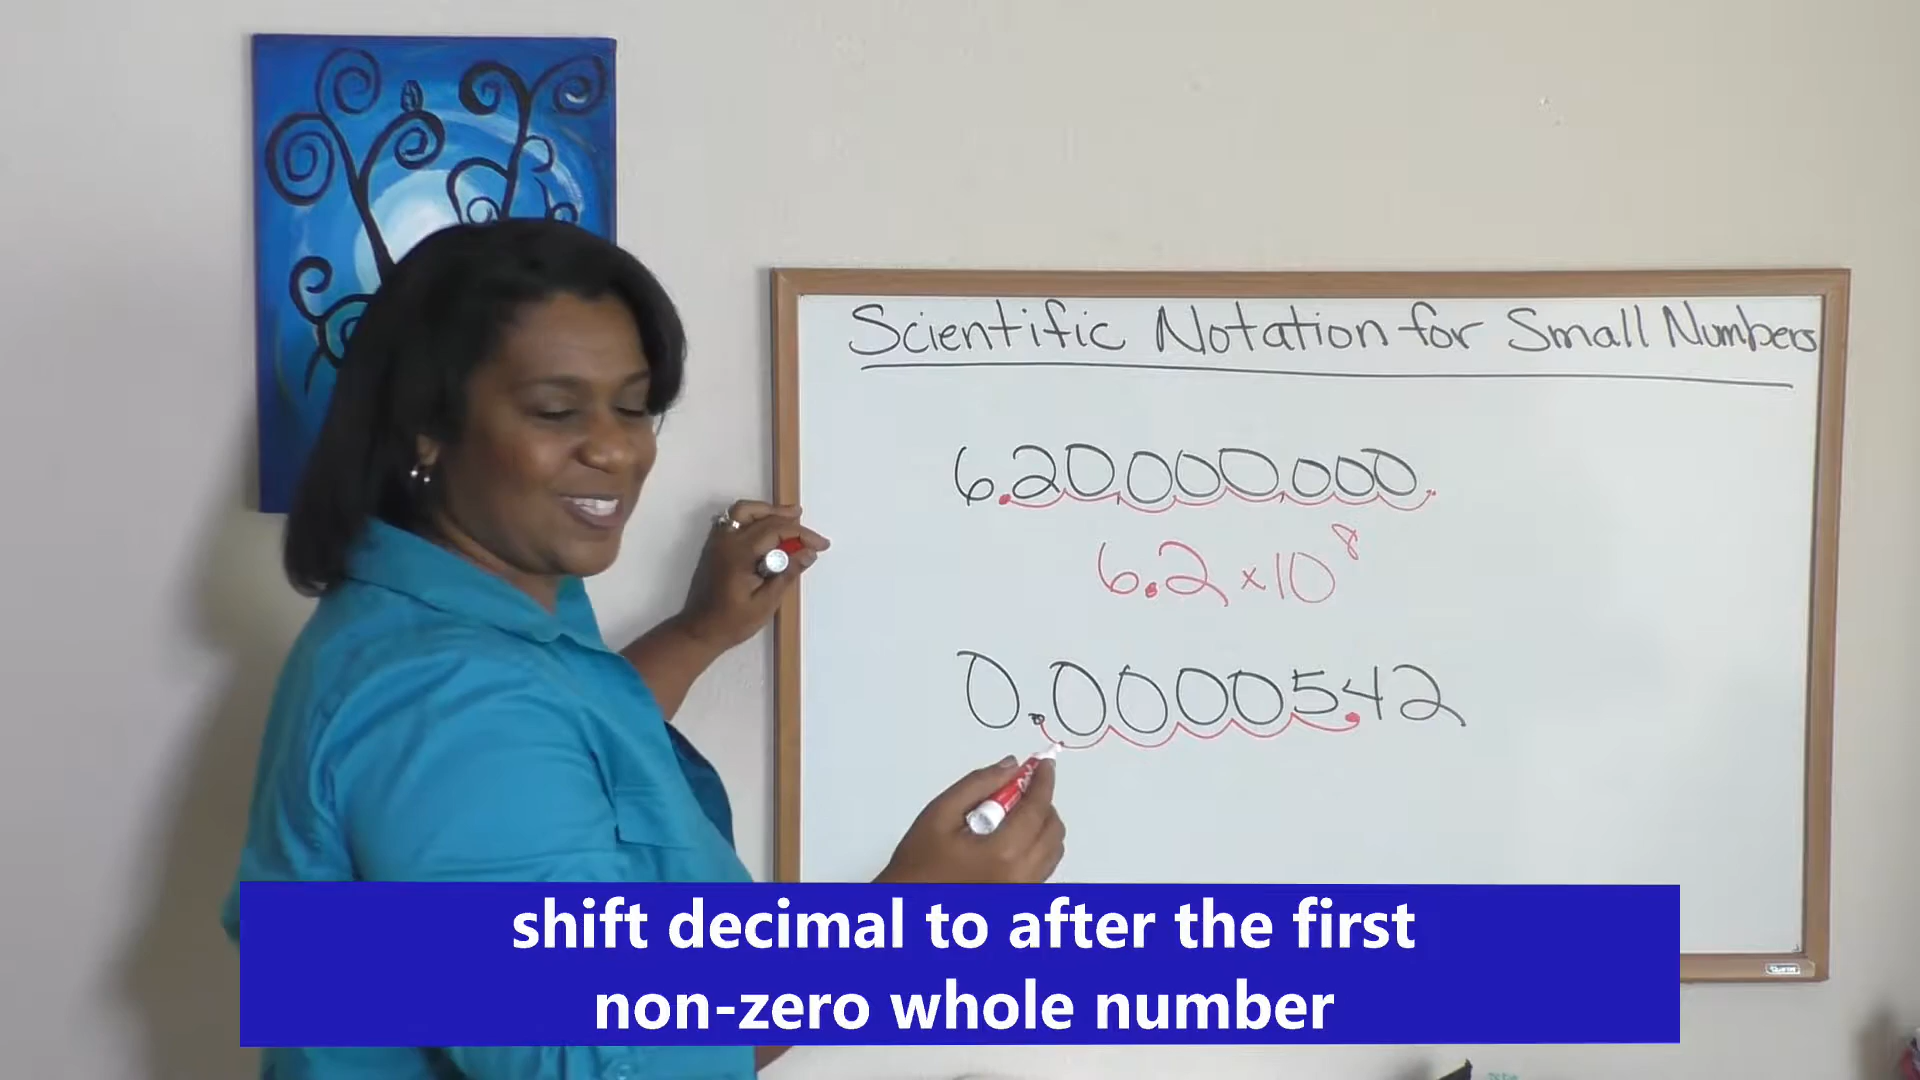 Scientific Notation for Small Numbers
6.20,000,000
6.2 x 10⁸
0.0000542
shift decimal to after the first
non-zero whole number